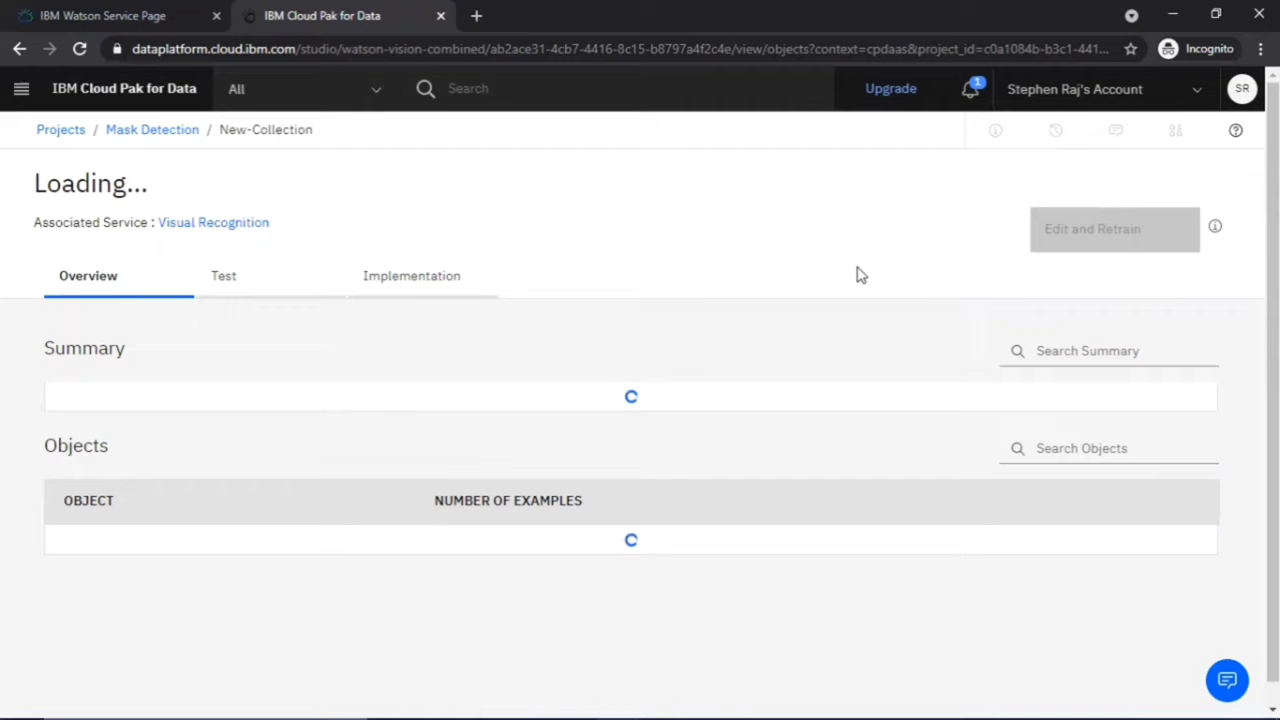 IBM Watson Service Page
IBM Cloud Pak for Data
dataplatform.cloud.ibm.com/studio/watson-vision-combined/ab2ace31-4cb7-4416-8c15-b8797a4f2c4e/view/objects?context=cpdaas&project_id=c0a1084b-b3c1-441...
Incognito
IBM Cloud Pak for Data
All
Search
Upgrade
1
Stephen Raj's Account
SR
Projects / Mask Detection / New-Collection
Loading...
Associated Service : Visual Recognition
Edit and Retrain
Overview
Test
Implementation
Summary
Search Summary
Objects
Search Objects
OBJECT
NUMBER OF EXAMPLES